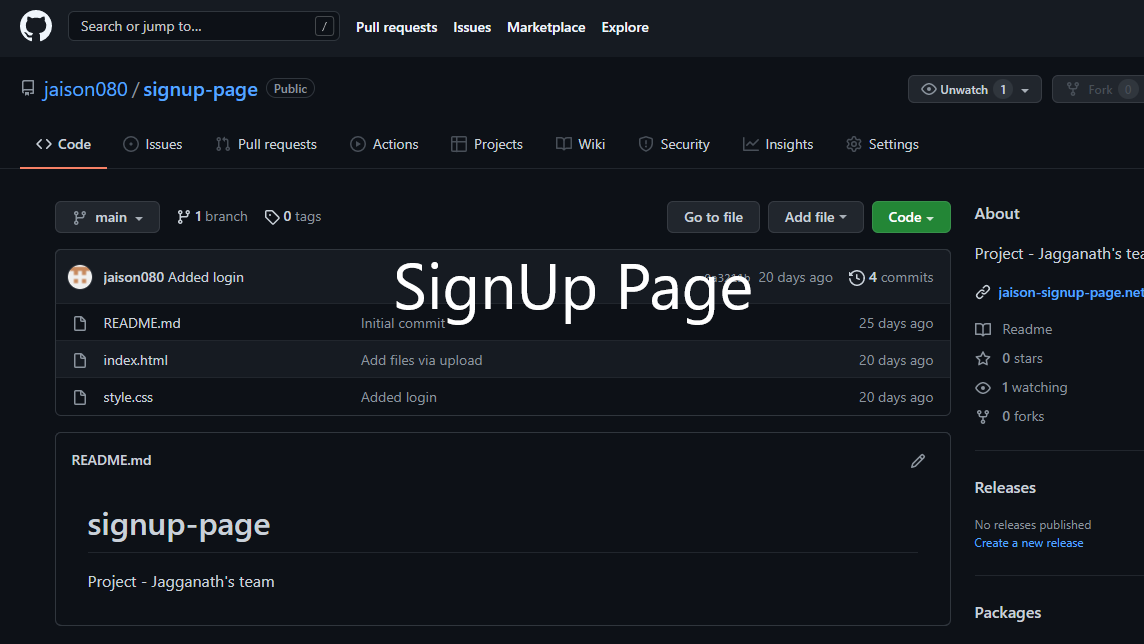 Search or jump to... /
Pull requests Issues Marketplace Explore
jaison080 / signup-page Public
Unwatch 1 Fork 0
Code Issues Pull requests Actions Projects Wiki Security Insights Settings
main 1 branch 0 tags
Go to file Add file Code
jaison080 Added login 20 days ago 4 commits
SignUp Page
README.md Initial commit 25 days ago
index.html Add files via upload 20 days ago
style.css Added login 20 days ago
README.md
signup-page
Project - Jagganath's team
About
Project - Jagganath's tea
jaison-signup-page.net
Readme
0 stars
1 watching
0 forks
Releases
No releases published
Create a new release
Packages